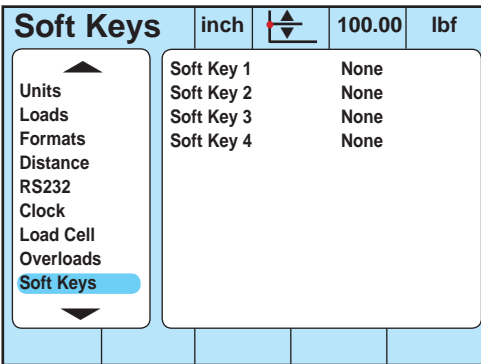 Soft Keys inch 100.00 lbf
Units
Loads
Formats
Distance
RS232
Clock
Load Cell
Overloads
Soft Keys
Soft Key 1 None
Soft Key 2 None
Soft Key 3 None
Soft Key 4 None